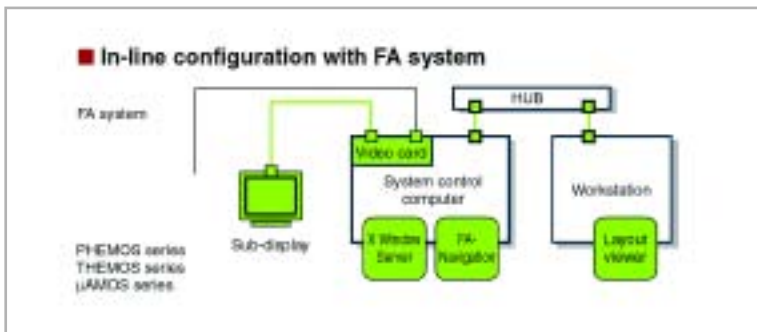 In-line configuration with FA system
FA system
HUB
Video card
System control
computer
Workstation
Sub-display
X Window
Server
FA-
Navigation
Layout
viewer
PHEMOS series
THEMOS series
μAMOS series